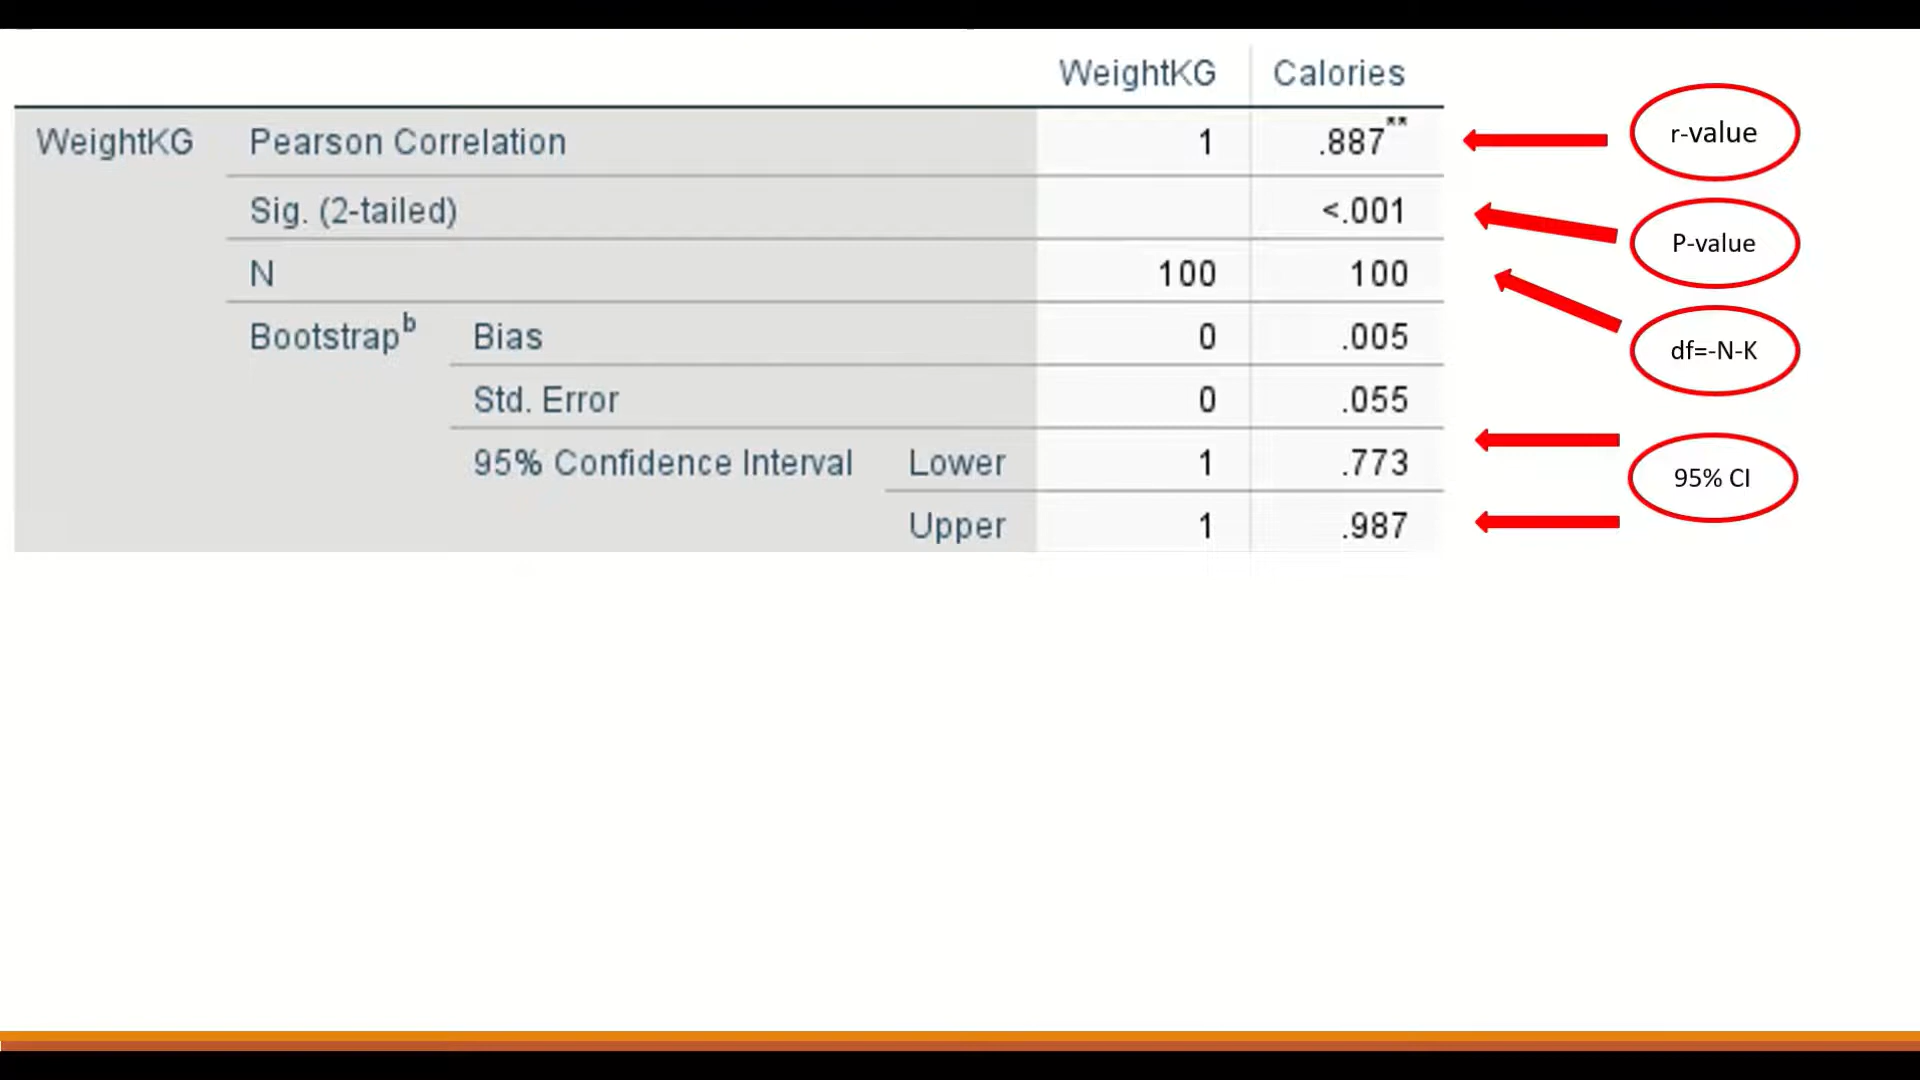 WeightKG Calories
WeightKG Pearson Correlation 1 .887**
Sig. (2-tailed) <.001
N 100 100
Bootstrapb Bias 0 .005
Std. Error 0 .055
95% Confidence Interval Lower 1 .773
Upper 1 .987
r-value
P-value
df=-N-K
95% CI